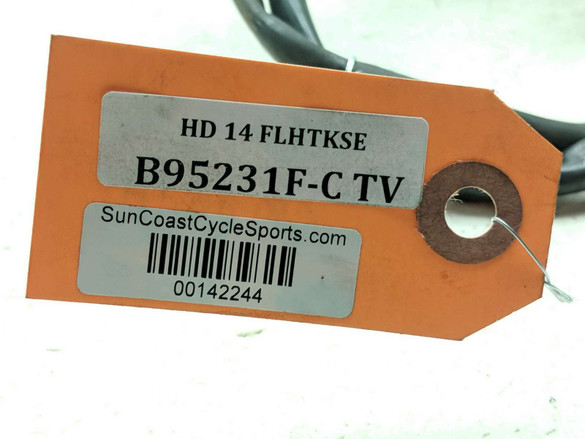 HD 14 FLHTKSE
B95231F-C TV
SunCoastCycleSports.com
00142244